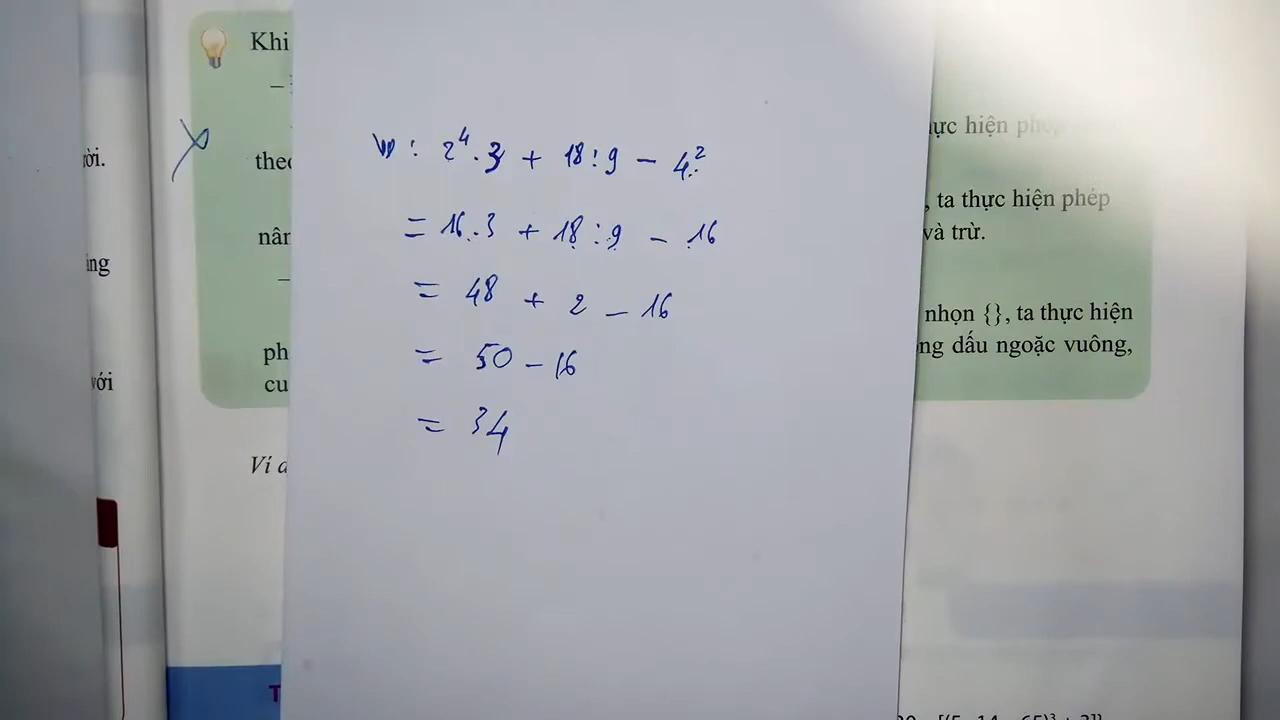 Khi
–
ực hiện phép
ời.
theo
, ta thực hiện phép
nân
và trừ.
ing
–
nhọn {}, ta thực hiện
ph
ng dấu ngoặc vuông,
với
cu
Ví d
VD : 2⁴ . 3 + 18 : 9 – 4²
= 16 . 3 + 18 : 9 – 16
= 48 + 2 – 16
= 50 – 16
= 34
T